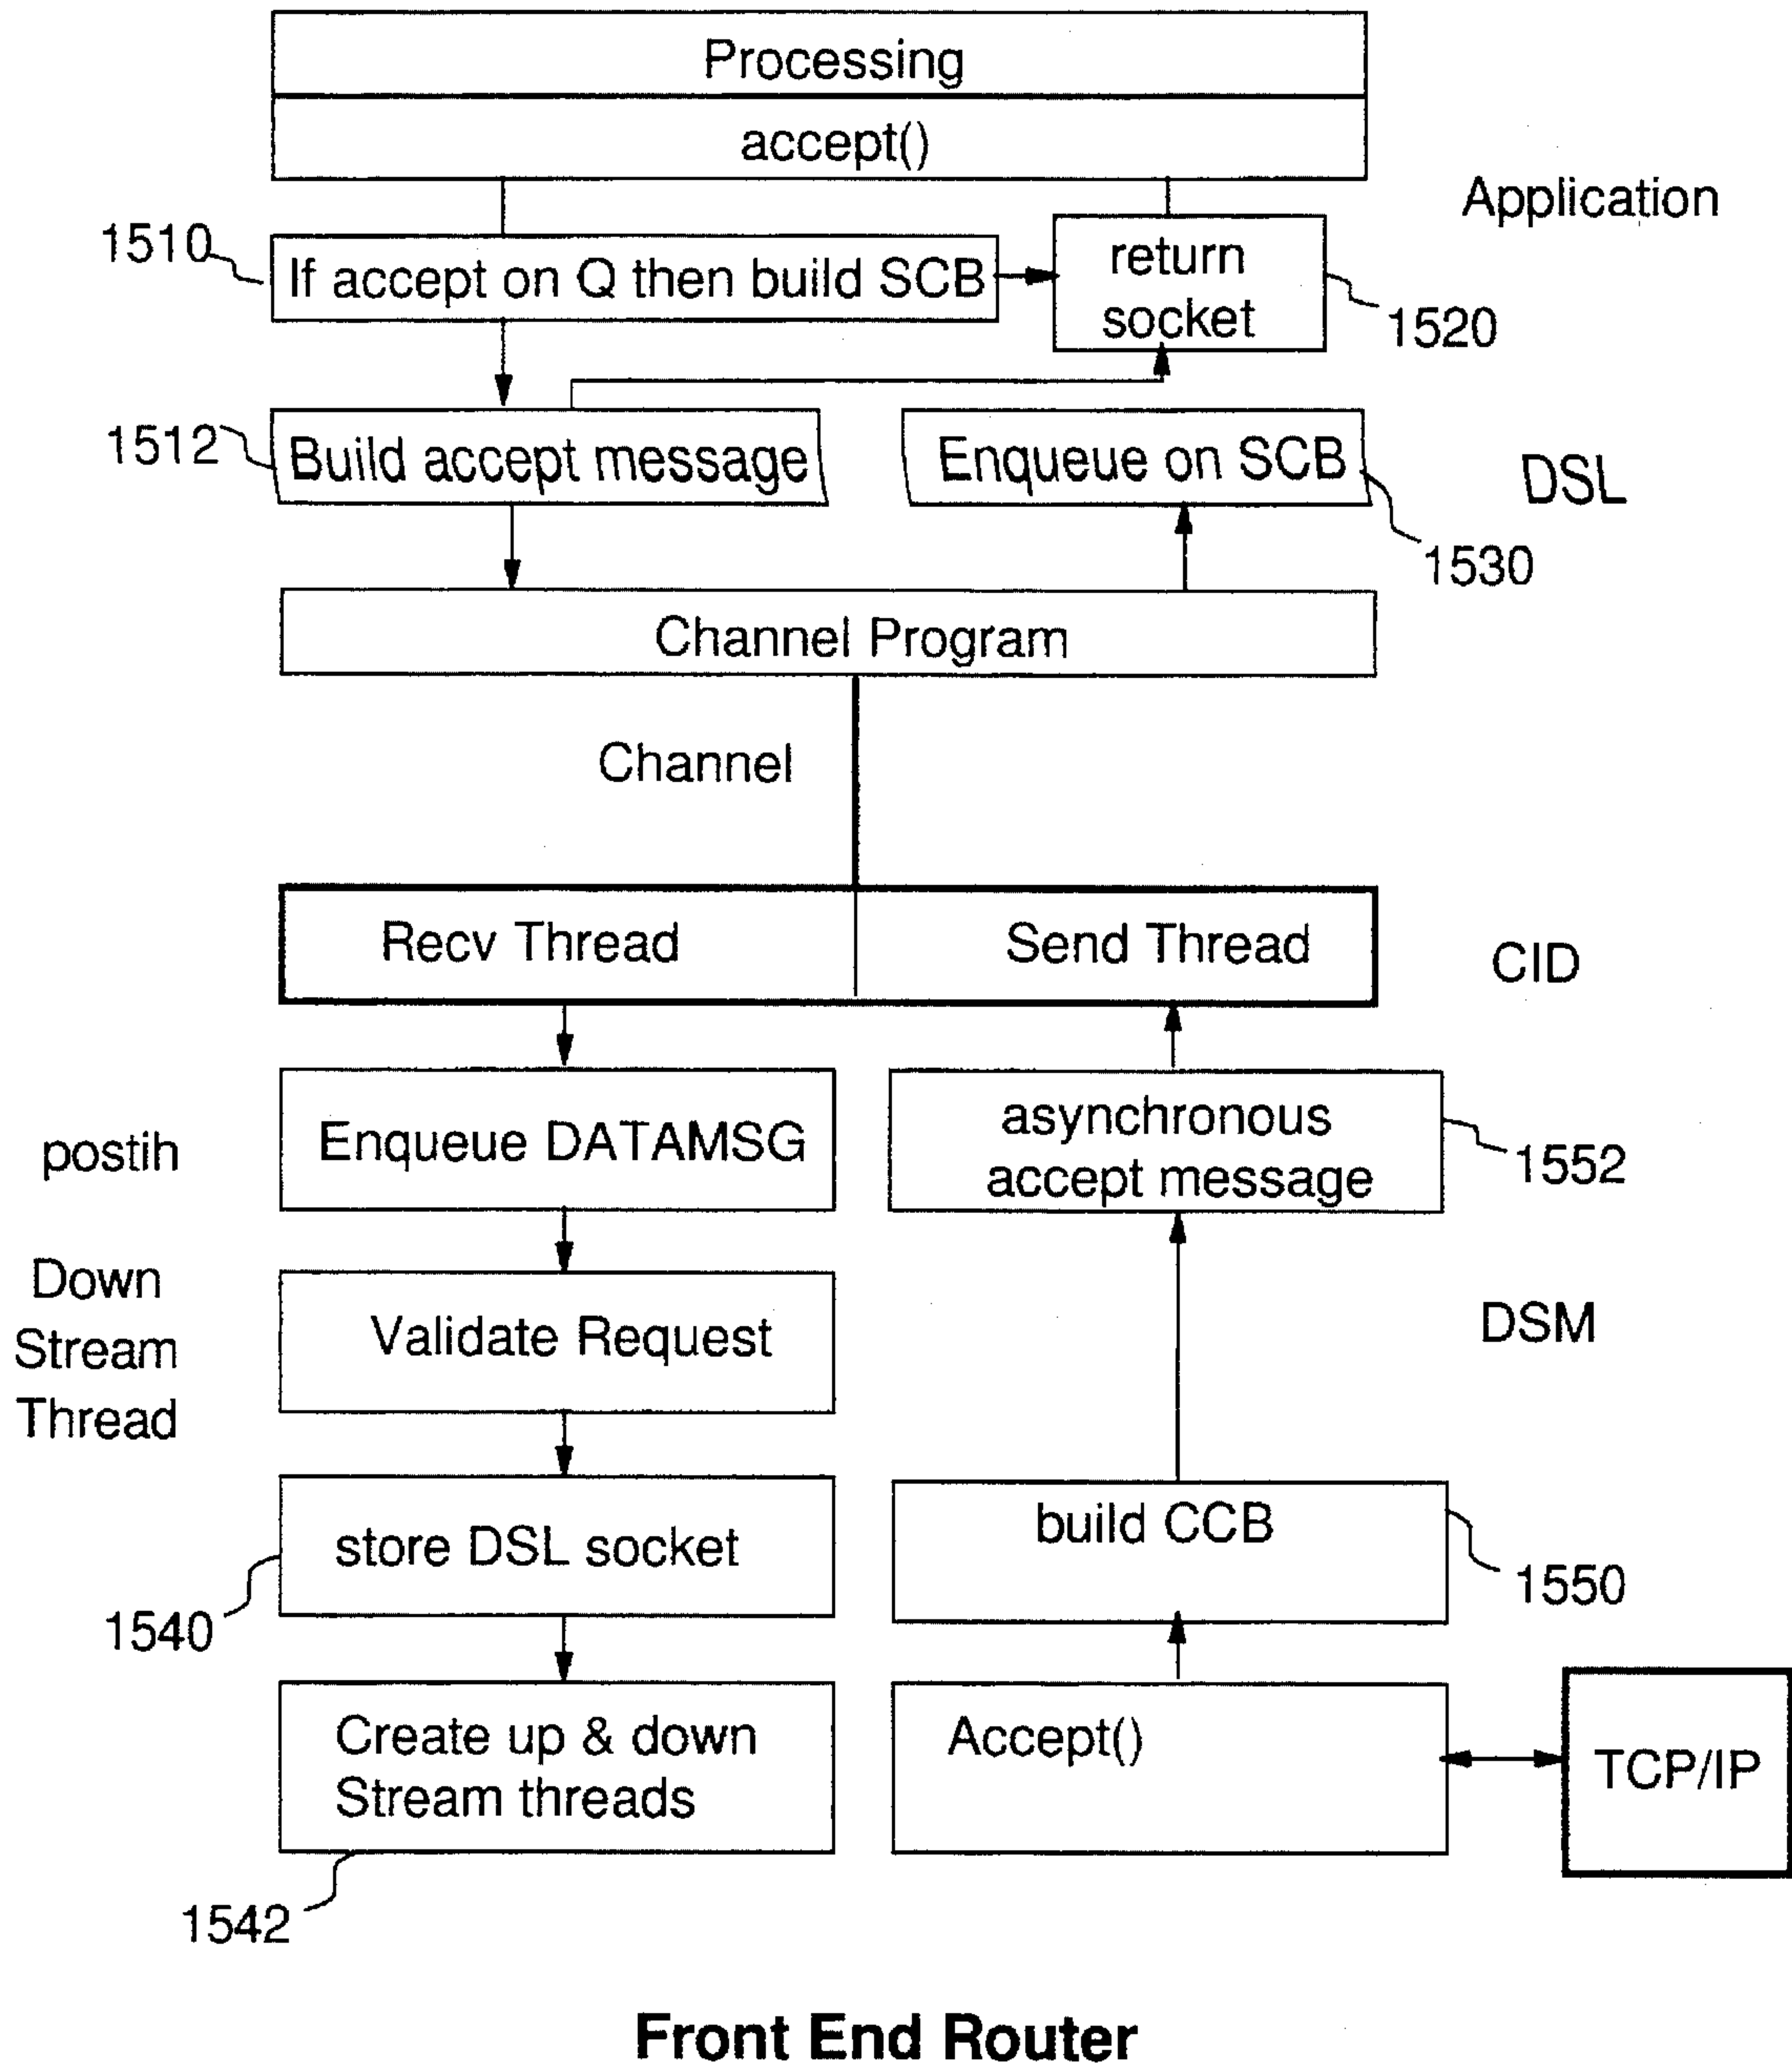 Processing
accept()
Application
1510
If accept on Q then build SCB
return
socket
1520
1512
Build accept message
Enqueue on SCB
DSL
1530
Channel Program
Channel
Recv Thread
Send Thread
CID
postih
Enqueue DATAMSG
asynchronous
accept message
1552
Down
Stream
Thread
Validate Request
DSM
store DSL socket
build CCB
1540
1550
Create up & down
Stream threads
Accept()
TCP/IP
1542
Front End Router